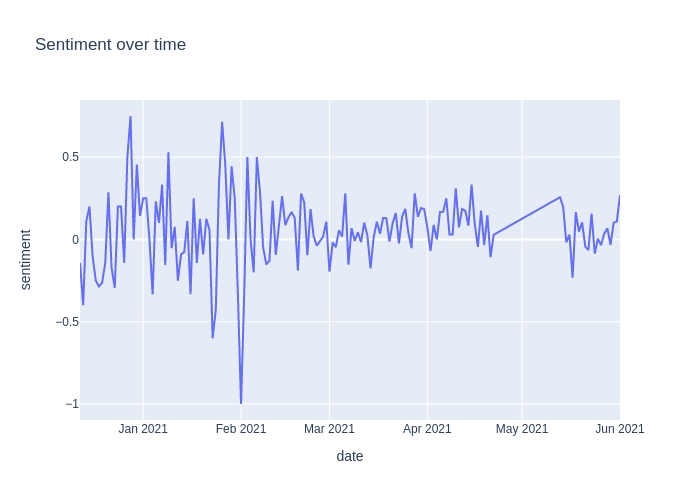 Sentiment over time
sentiment
0.5
0
−0.5
−1
Jan 2021
Feb 2021
Mar 2021
Apr 2021
May 2021
Jun 2021
date